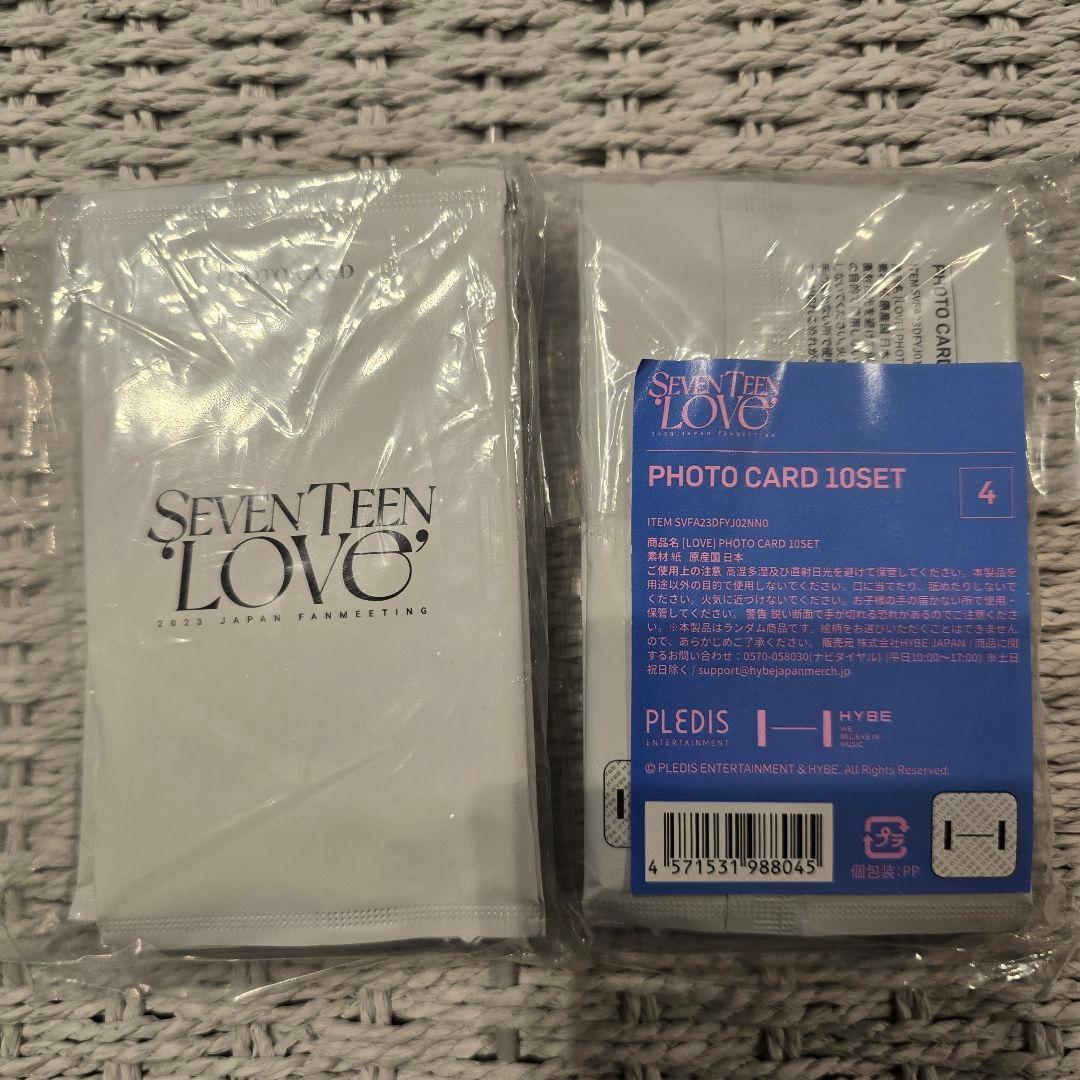 PHOTO CARD
SEVENTEEN
'LOVE'
2023 JAPAN FANMEETING
PHOTO CARD
SEVENTEEN
'LOVE'
2023 JAPAN FANMEETING
PHOTO CARD 10SET
4
ITEM SVFA23DFYJ02NN0
商品名 [LOVE] PHOTO CARD 10SET
素材 紙 原産国 日本
ご使用上の注意 高温多湿及び直射日光を避けて保管してください。本製品を
用途以外の目的で使用しないでください。口に当てたり、舐めたりしないで
ください。火気に近づけないでください。お子様の手の届かない所で使用・
保管してください。 警告 鋭い断面で手が切れる恐れがあるのでご注意くださ
い。※本製品はランダム商品です。絵柄をお選びいただくことはできません
ので、あらかじめご了承ください。 販売元 株式会社HYBE JAPAN / 商品に関
するお問い合わせ：0570-058030(ナビダイヤル) (平日10:00～17:00) ※土日
祝日除く / support@hybejapanmerch.jp
PLEDIS
ENTERTAINMENT
HYBE
WE
BELIEVE IN
MUSIC
© PLEDIS ENTERTAINMENT & HYBE. All Rights Reserved.
4 571531 988045
プラ
個包装：PP